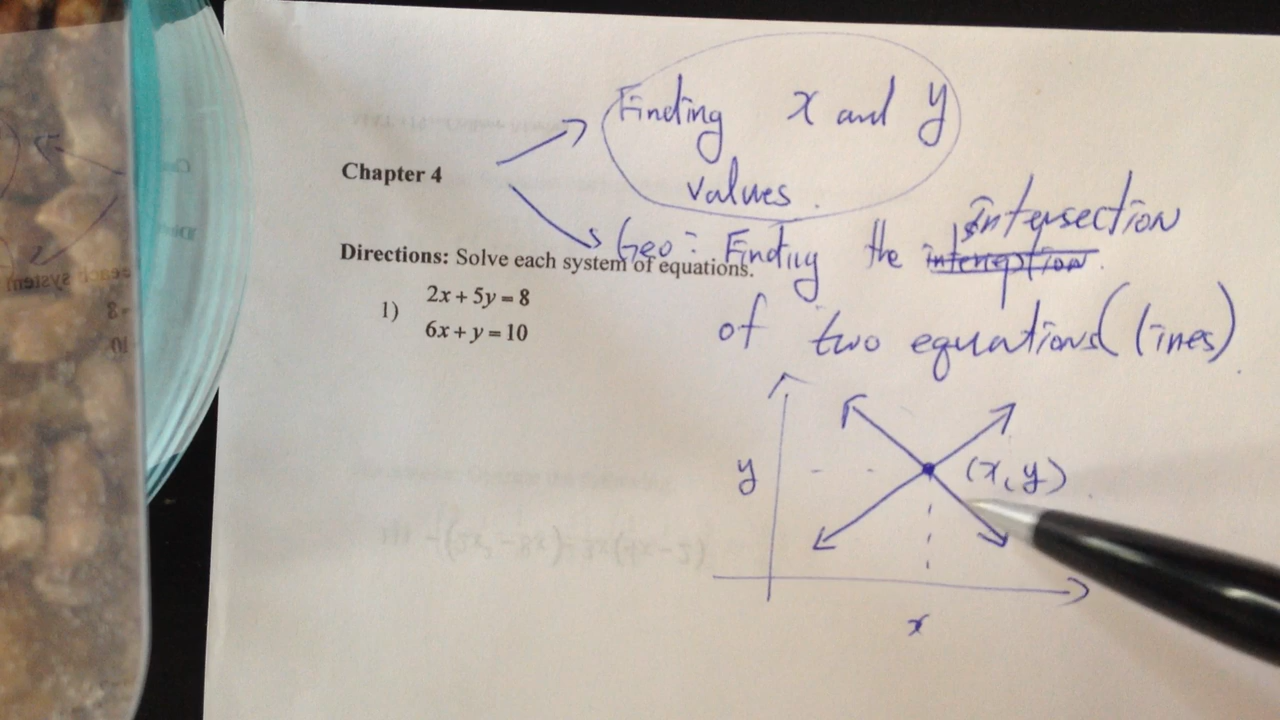 Finding x and y
values.
Chapter 4
Geo: Finding the intersection
of two equations (lines).
Directions: Solve each system of equations.
1) 2x + 5y = 8
6x + y = 10
y
(x, y)
x